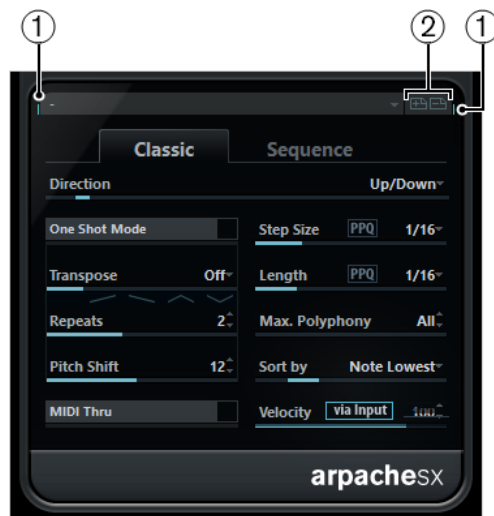 1 2 1
-
Classic Sequence
Direction Up/Down
One Shot Mode Step Size PPQ 1/16
Transpose Off Length PPQ 1/16
Repeats 2 Max. Polyphony All
Pitch Shift 12 Sort by Note Lowest
MIDI Thru Velocity via Input 100
arpacheSX